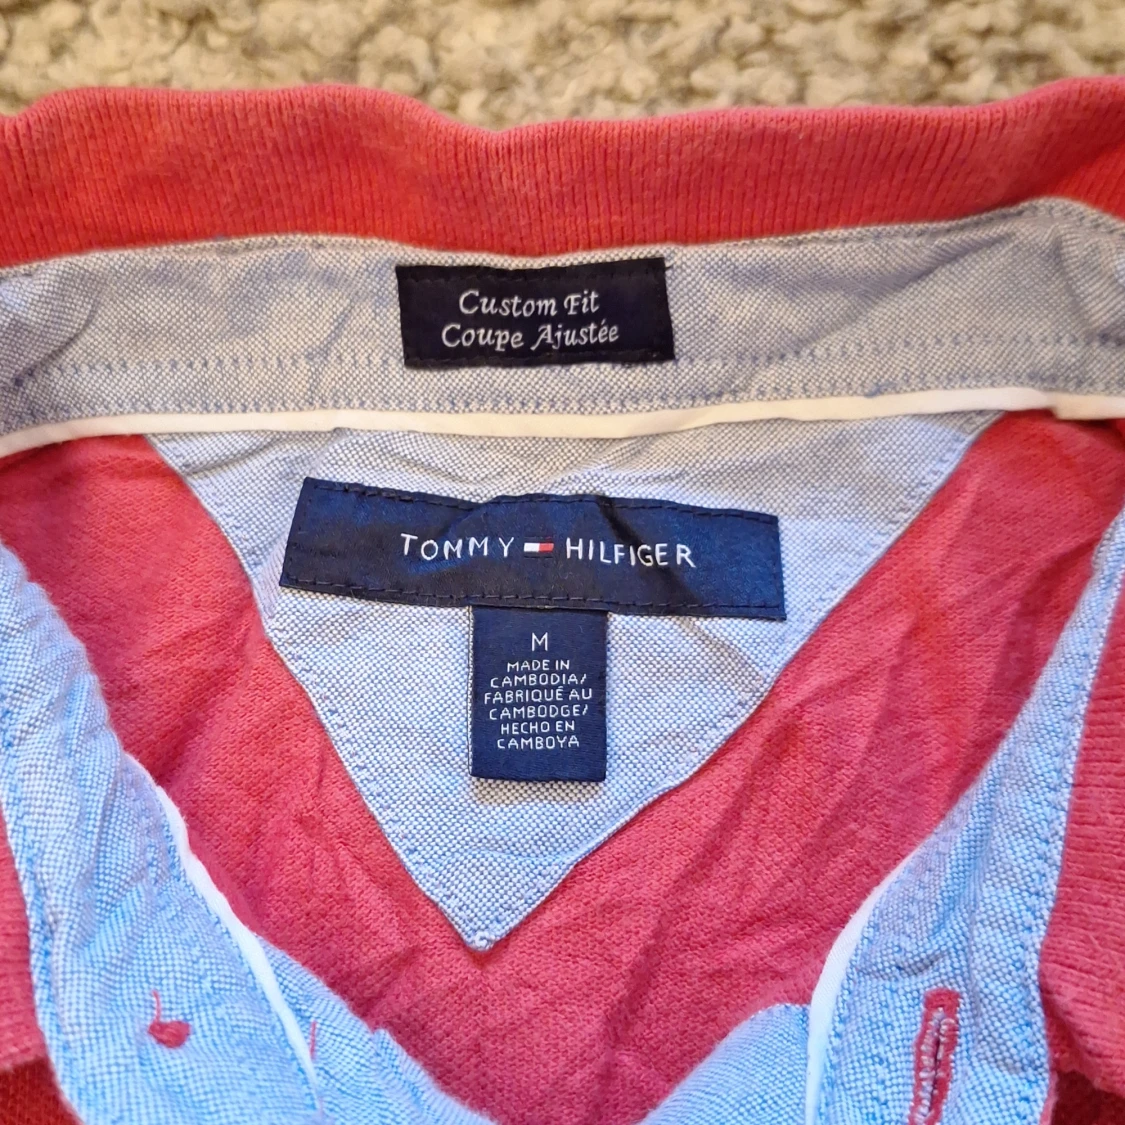 Custom Fit
Coupe Ajustée
TOMMY HILFIGER
M
MADE IN
CAMBODIA/
FABRIQUÉ AU
CAMBODGE/
HECHO EN
CAMBOYA